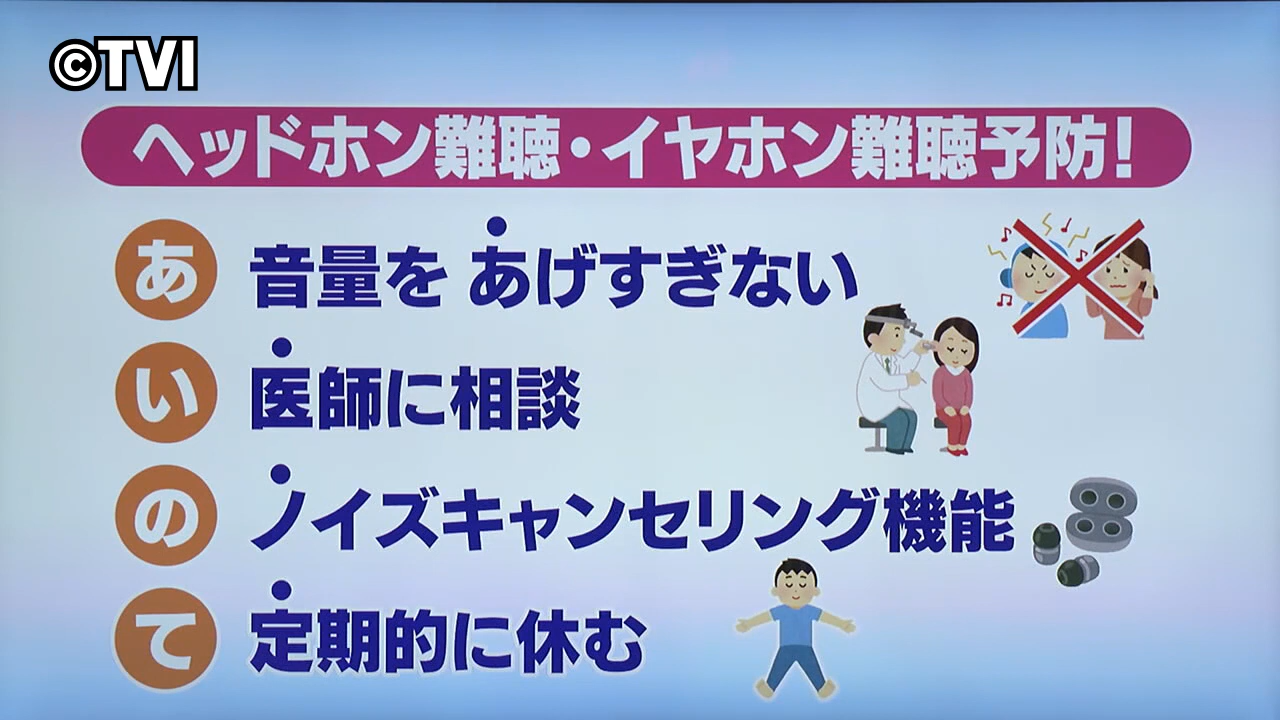 ©TVI
ヘッドホン難聴・イヤホン難聴予防!
あ 音量を あげすぎない
い 医師に相談
の ノイズキャンセリング機能
て 定期的に休む